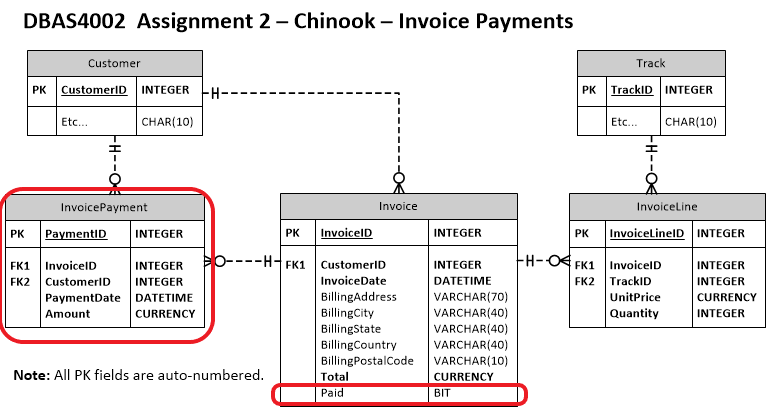 DBAS4002 Assignment 2 – Chinook – Invoice Payments
Customer
PK CustomerID INTEGER
Etc... CHAR(10)
Track
PK TrackID INTEGER
Etc... CHAR(10)
InvoicePayment
PK PaymentID INTEGER
FK1 InvoiceID INTEGER
FK2 CustomerID INTEGER
PaymentDate DATETIME
Amount CURRENCY
Invoice
PK InvoiceID INTEGER
FK1 CustomerID INTEGER
InvoiceDate DATETIME
BillingAddress VARCHAR(70)
BillingCity VARCHAR(40)
BillingState VARCHAR(40)
BillingCountry VARCHAR(40)
BillingPostalCode VARCHAR(10)
Total CURRENCY
Paid BIT
InvoiceLine
PK InvoiceLineID INTEGER
FK1 InvoiceID INTEGER
FK2 TrackID INTEGER
UnitPrice CURRENCY
Quantity INTEGER
Note: All PK fields are auto-numbered.